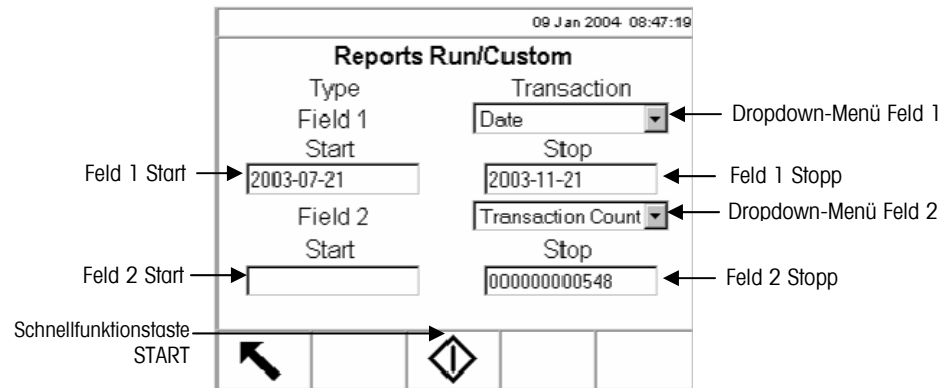 09 Jan 2004 08:47:19
Reports Run/Custom
Type Transaction
Field 1 Date Dropdown-Menü Feld 1
Start Stop
Feld 1 Start 2003-07-21 2003-11-21 Feld 1 Stopp
Field 2 Transaction Count Dropdown-Menü Feld 2
Start Stop
Feld 2 Start 000000000548 Feld 2 Stopp
Schnellfunktionstaste
START